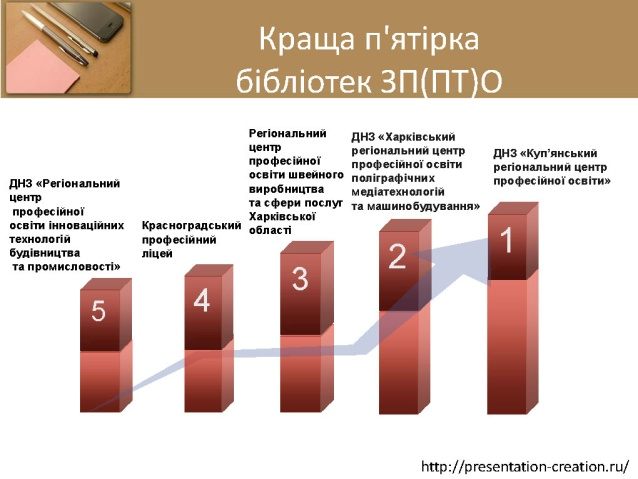 Краща п'ятірка
бібліотек ЗП(ПТ)О
ДНЗ «Регіональний
центр
професійної
освіти інноваційних
технологій
будівництва
та промисловості»
Красноградський
професійний
ліцей
Регіональний
центр
професійної
освіти швейного
виробництва
та сфери послуг
Харківської
області
ДНЗ «Харківський
регіональний центр
професійної освіти
поліграфічних
медіатехнологій
та машинобудування»
ДНЗ «Куп’янський
регіональний центр
професійної освіти»
5
4
3
2
1
http://presentation-creation.ru/